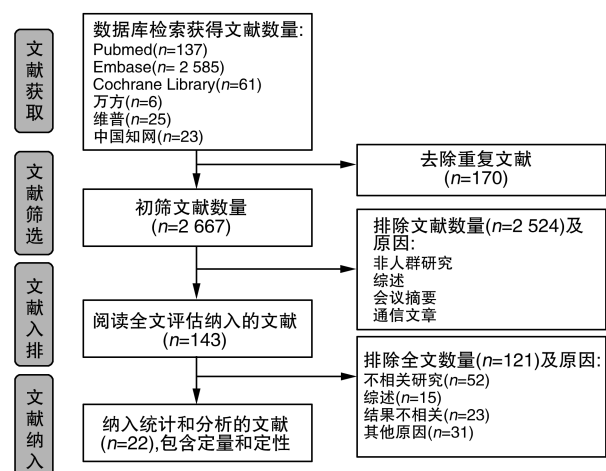 文献获取
数据库检索获得文献数量:
Pubmed(n=137)
Embase(n= 2 585)
Cochrane Library(n=61)
万方(n=6)
维普(n=25)
中国知网(n=23)
文献筛选
去除重复文献
(n=170)
初筛文献数量
(n=2 667)
排除文献数量(n=2 524)及
原因:
非人群研究
综述
会议摘要
通信文章
文献入排
阅读全文评估纳入的文献
(n=143)
排除全文数量(n=121)及原因:
不相关研究(n=52)
综述(n=15)
结果不相关(n=23)
其他原因(n=31)
文献纳入
纳入统计和分析的文献
(n=22),包含定量和定性